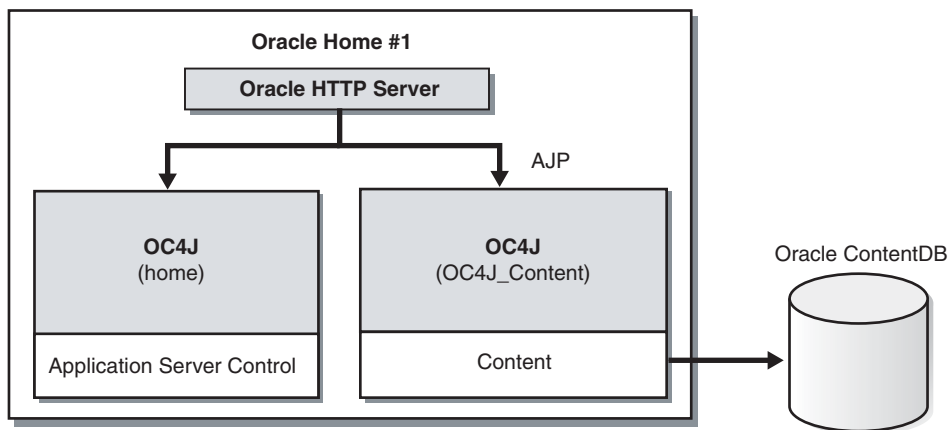 Oracle Home #1
Oracle HTTP Server
AJP
OC4J
(home)
OC4J
(OC4J_Content)
Oracle ContentDB
Application Server Control
Content